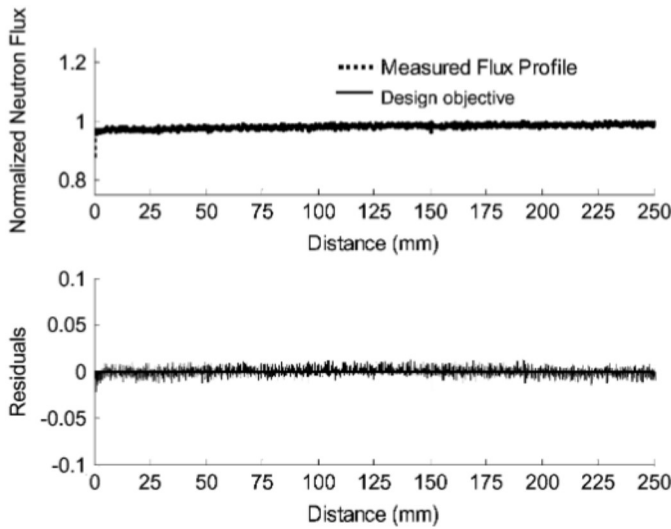 Normalized Neutron Flux
1.2
1
0.8
Measured Flux Profile
Design objective
0 25 50 75 100 125 150 175 200 225 250
Distance (mm)
Residuals
0.1
0.05
0
-0.05
-0.1
0 25 50 75 100 125 150 175 200 225 250
Distance (mm)